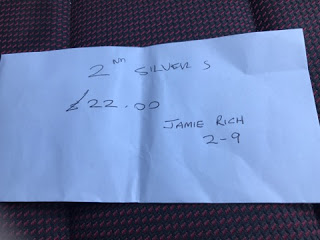 2ND SILVER S
£22.00
JAMIE RICH
2-9